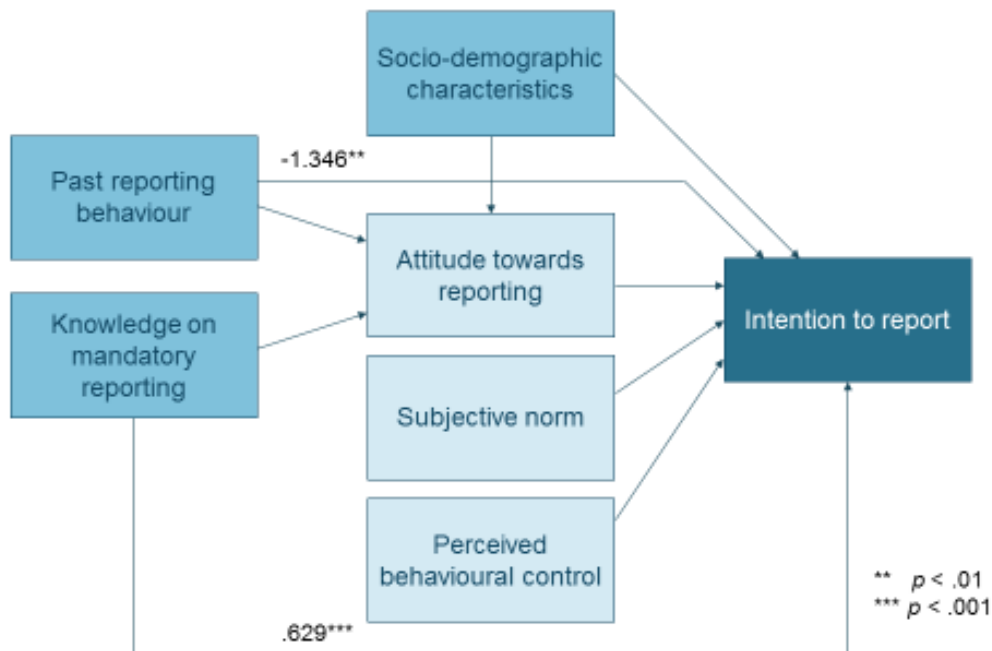 Socio-demographic
characteristics
-1.346**
Past reporting
behaviour
Attitude towards
reporting
Knowledge on
mandatory
reporting
Intention to report
Subjective norm
Perceived
behavioural control
** p < .01
*** p < .001
.629***